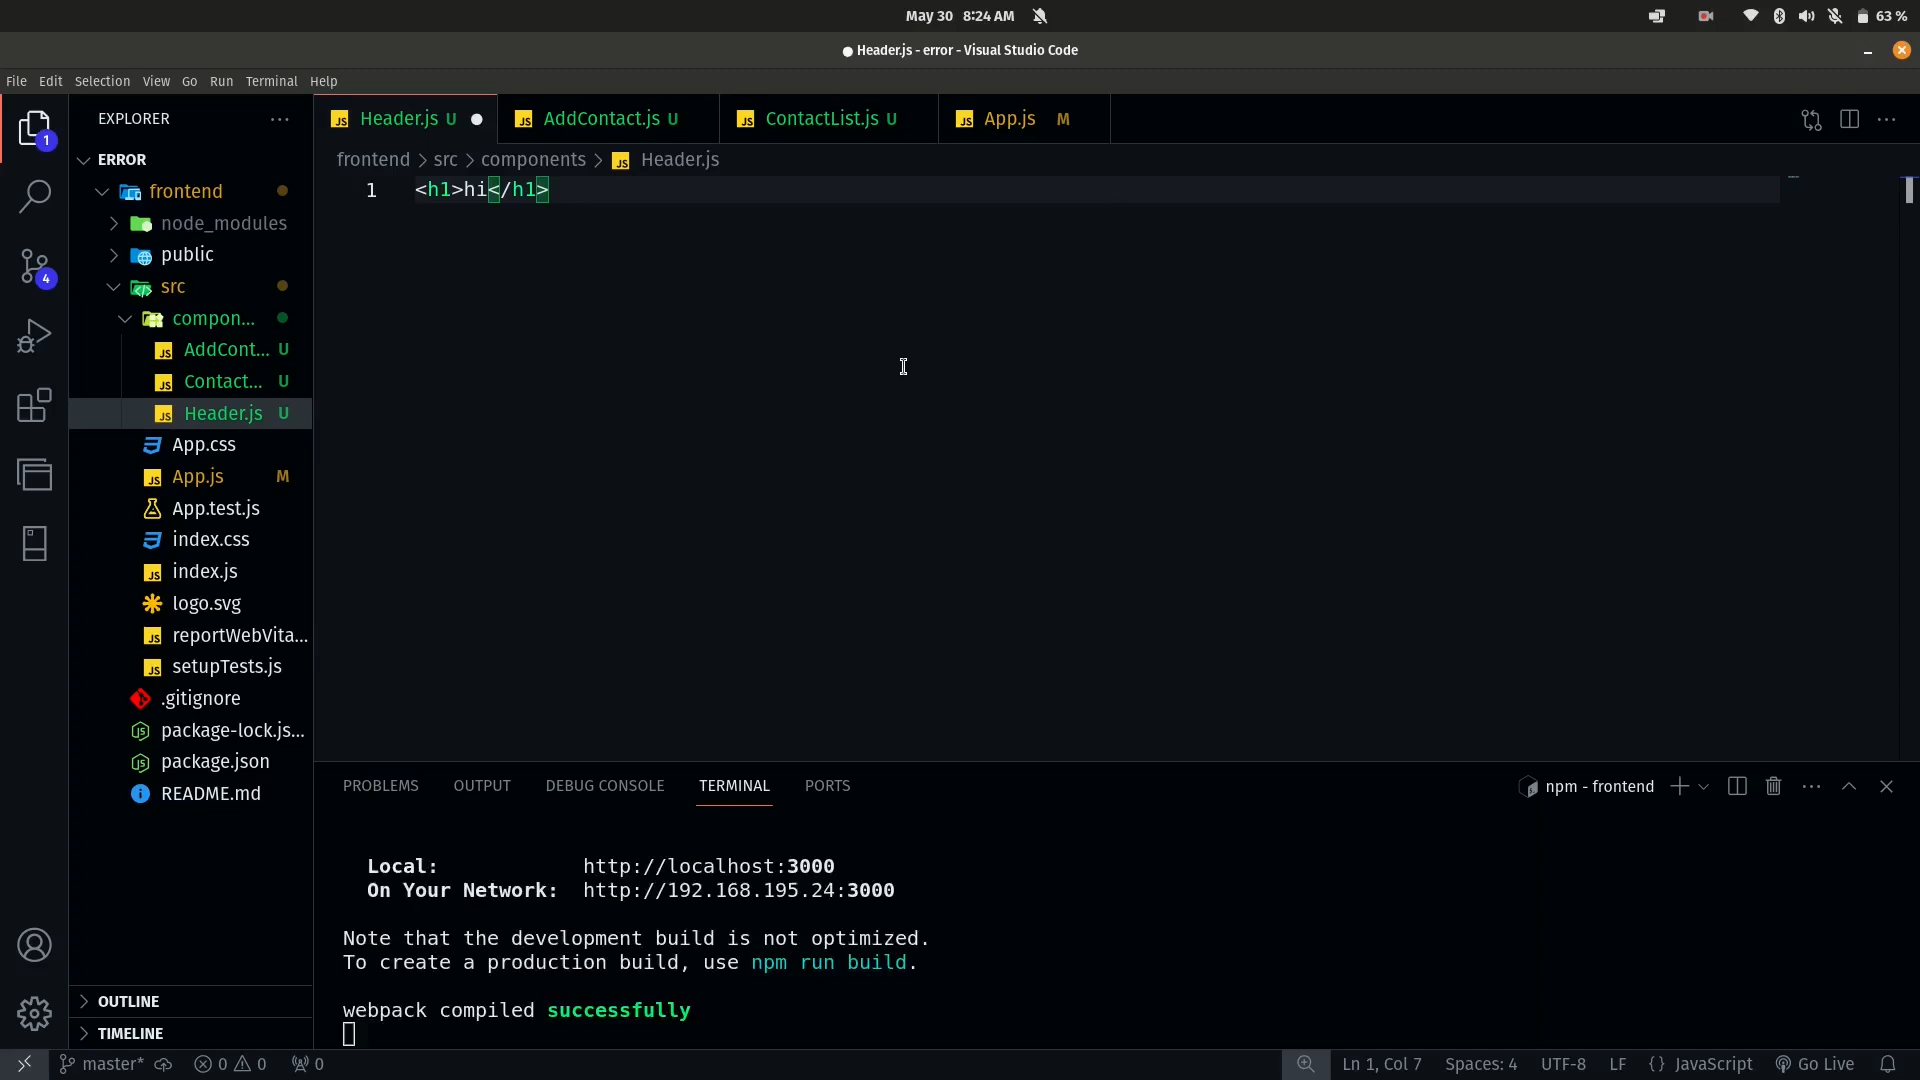 May 30 8:24 AM
63 %
Header.js - error - Visual Studio Code
File Edit Selection View Go Run Terminal Help
EXPLORER
1
4
ERROR
frontend
node_modules
public
src
compon...
AddCont... U
Contact... U
Header.js U
App.css
App.js M
App.test.js
index.css
index.js
logo.svg
reportWebVita...
setupTests.js
.gitignore
package-lock.js...
package.json
README.md
OUTLINE
TIMELINE
Header.js U
AddContact.js U
ContactList.js U
App.js M
frontend > src > components > Header.js
1 <h1>hi</h1>
PROBLEMS OUTPUT DEBUG CONSOLE TERMINAL PORTS
npm - frontend
Local: http://localhost:3000
On Your Network: http://192.168.195.24:3000
Note that the development build is not optimized.
To create a production build, use npm run build.
webpack compiled successfully
master* 0 0 0
Ln 1, Col 7 Spaces: 4 UTF-8 LF {} JavaScript Go Live